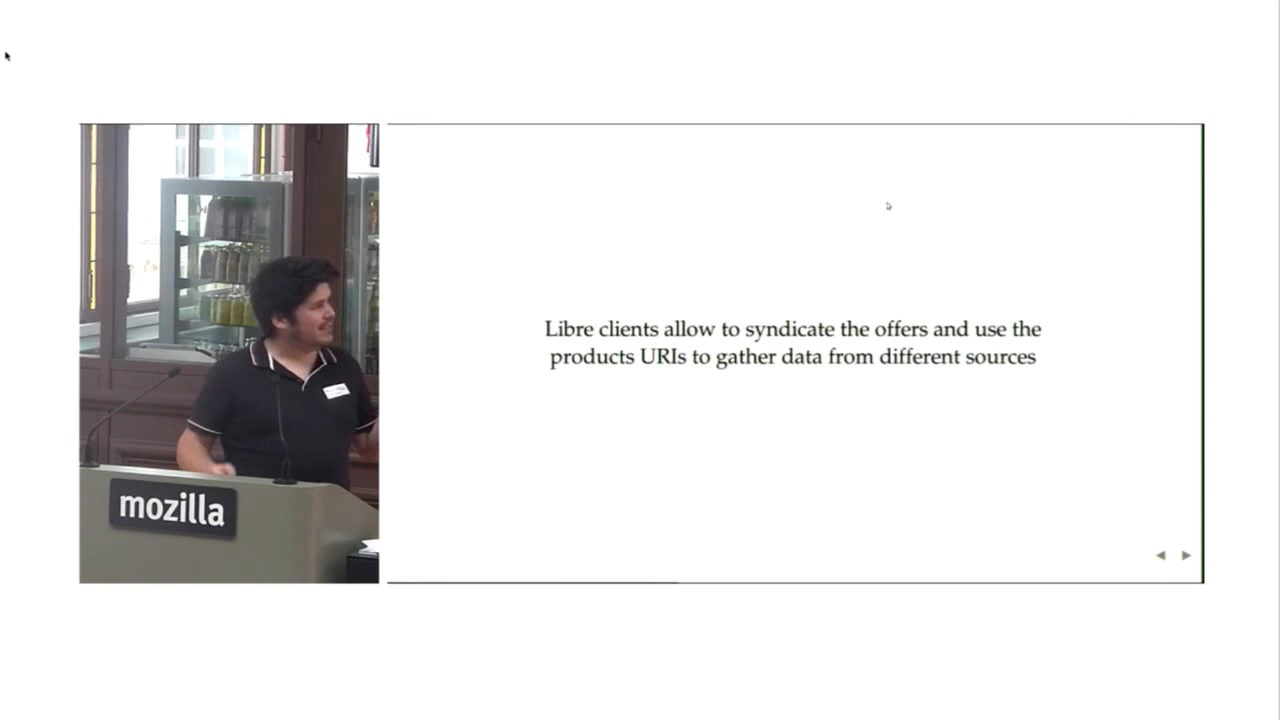 mozilla
Libre clients allow to syndicate the offers and use the
products URIs to gather data from different sources